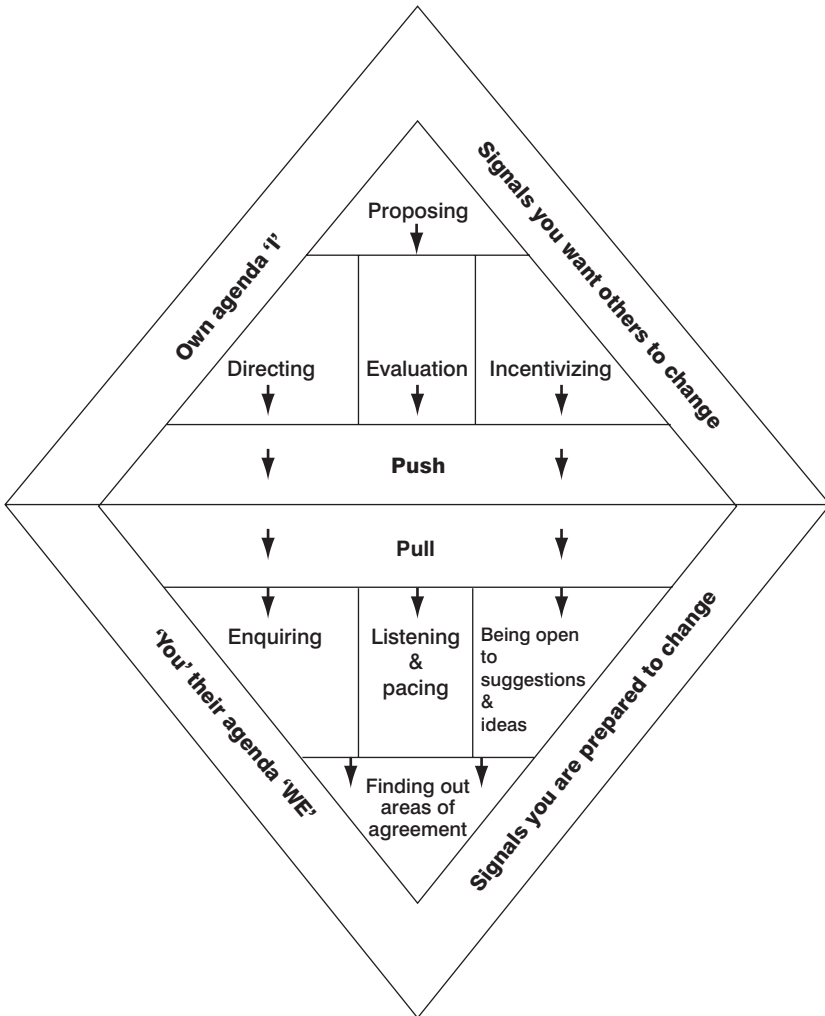 Own agenda ‘I’
Signals you want others to change
Proposing
Directing
Evaluation
Incentivizing
Push
Pull
Enquiring
Listening
&
pacing
Being open
to
suggestions
&
ideas
Finding out
areas of
agreement
‘You’ their agenda ‘WE’
Signals you are prepared to change